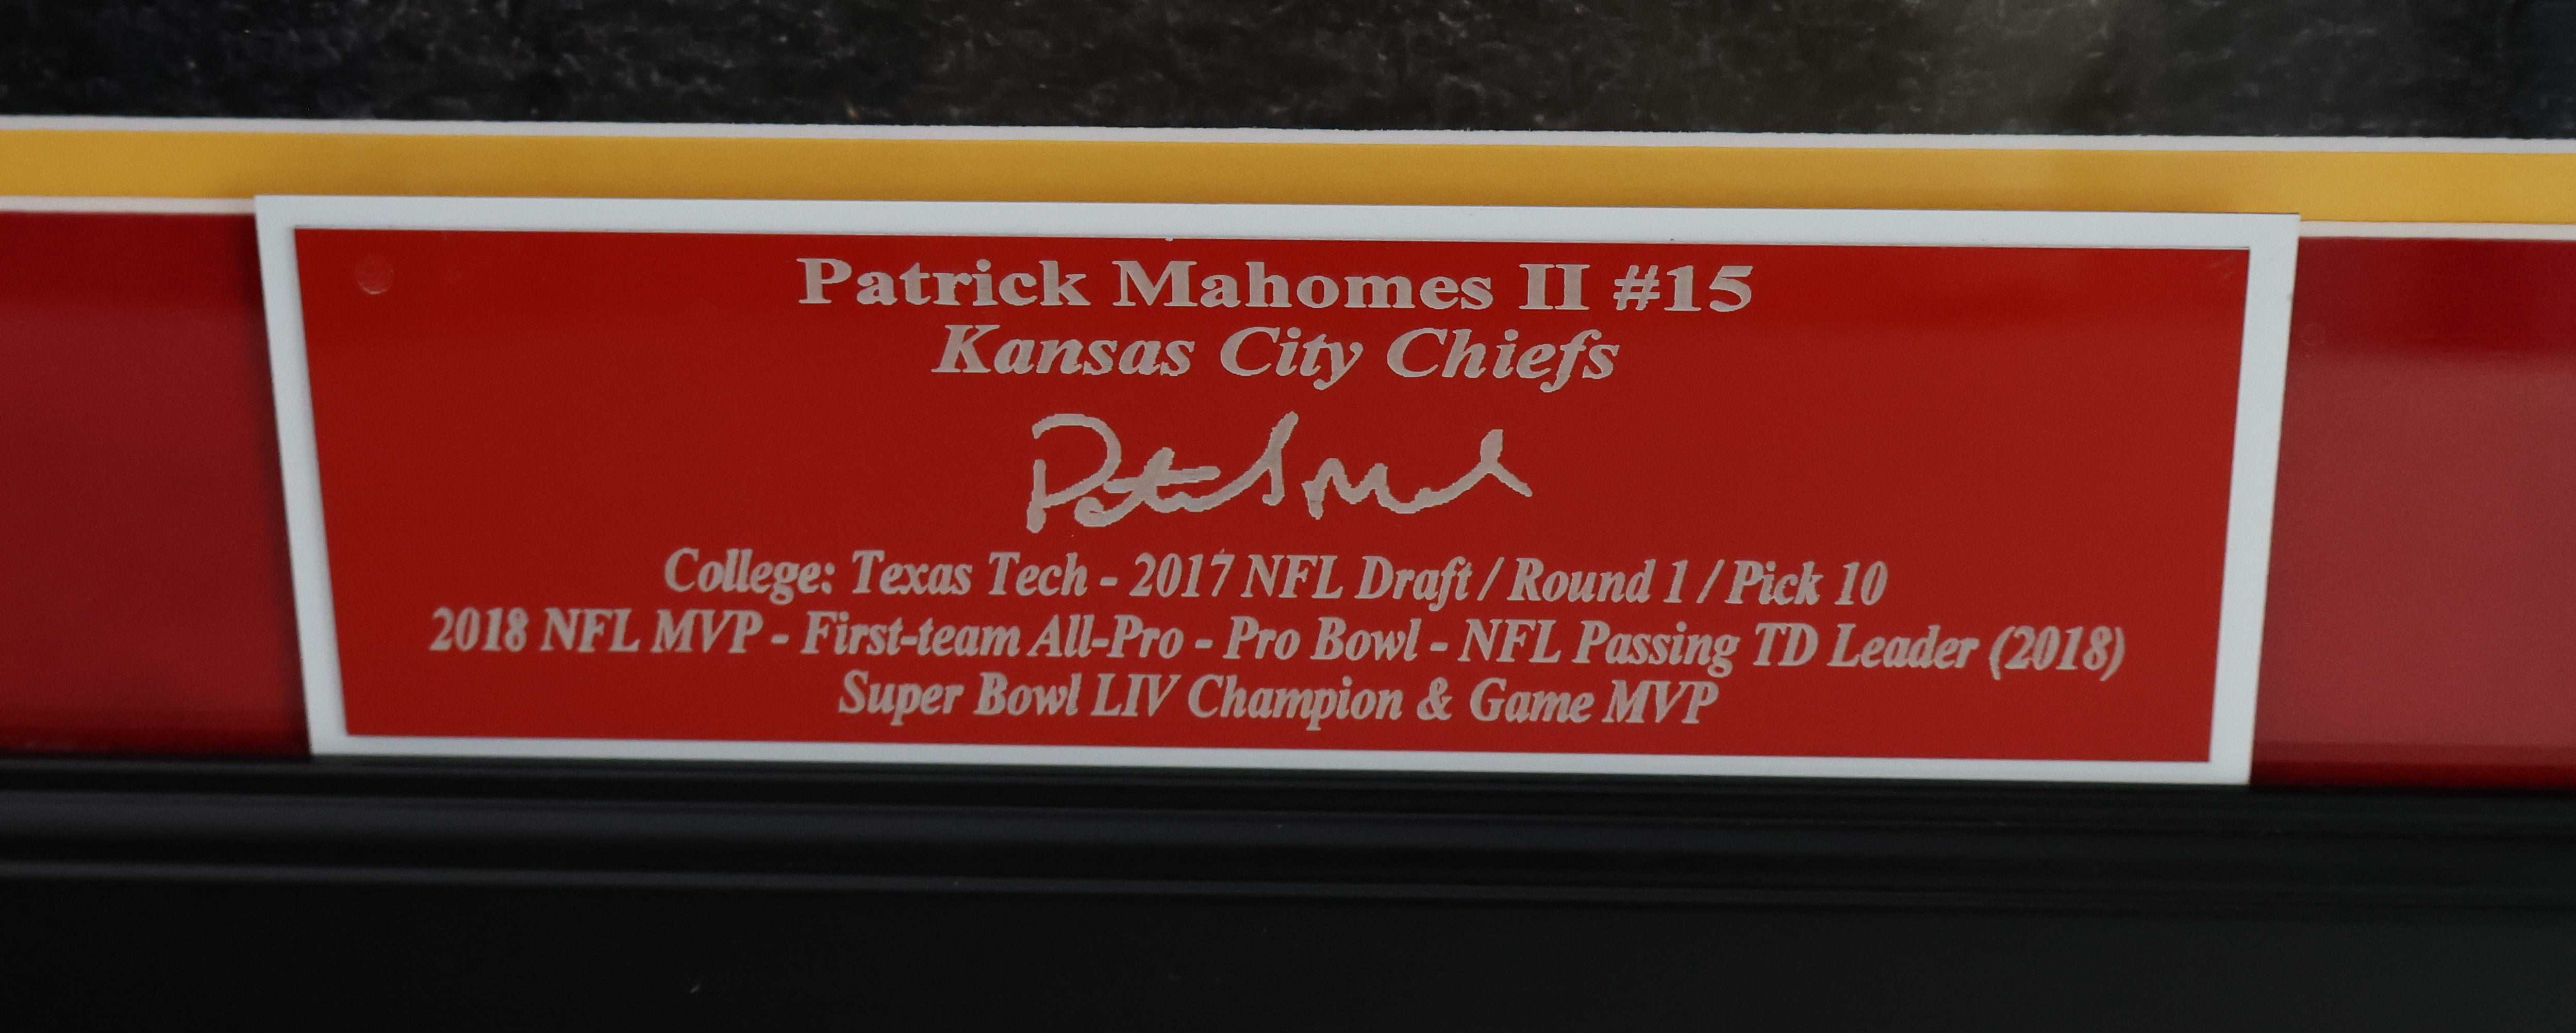 Patrick Mahomes II #15
Kansas City Chiefs
College: Texas Tech - 2017 NFL Draft / Round 1 / Pick 10
2018 NFL MVP - First-team All-Pro - Pro Bowl - NFL Passing TD Leader (2018)
Super Bowl LIV Champion & Game MVP